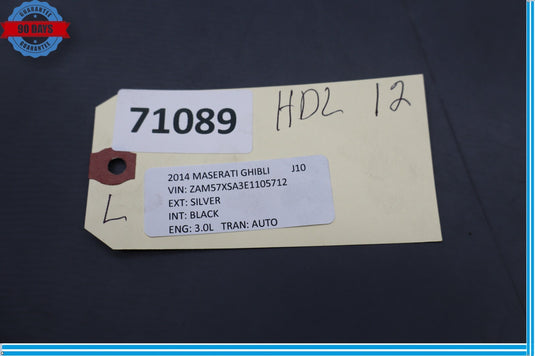 GUARANTEE
90 DAYS
GUARANTEE
71089
HDL 12
2014 MASERATI GHIBLI J10
VIN: ZAM57XSA3E1105712
EXT: SILVER
INT: BLACK
ENG: 3.0L TRAN: AUTO
L